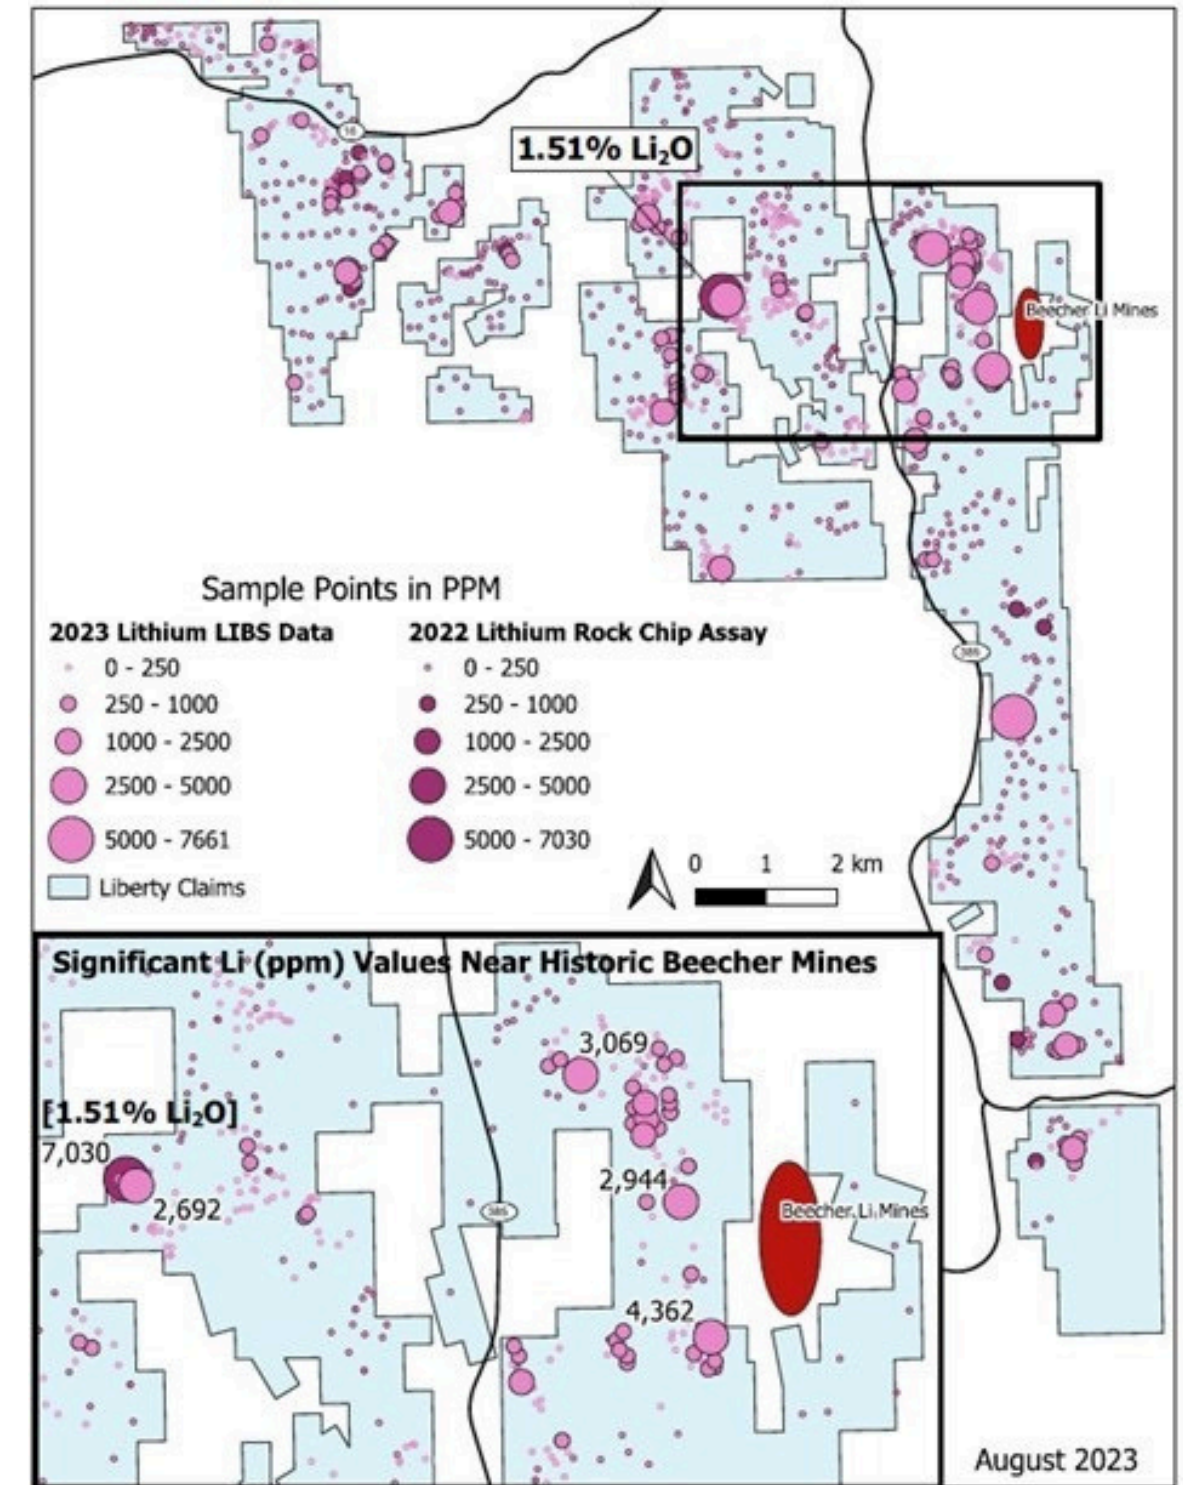 16
1.51% Li₂O
Beecher Li Mines
Sample Points in PPM
2023 Lithium LIBS Data
0 - 250
250 - 1000
1000 - 2500
2500 - 5000
5000 - 7661
Liberty Claims
2022 Lithium Rock Chip Assay
0 - 250
250 - 1000
1000 - 2500
2500 - 5000
5000 - 7030
385
0 1 2 km
Significant Li (ppm) Values Near Historic Beecher Mines
3,069
[1.51% Li₂O]
7,030
2,692
2,944
385
Beecher Li Mines
4,362
August 2023